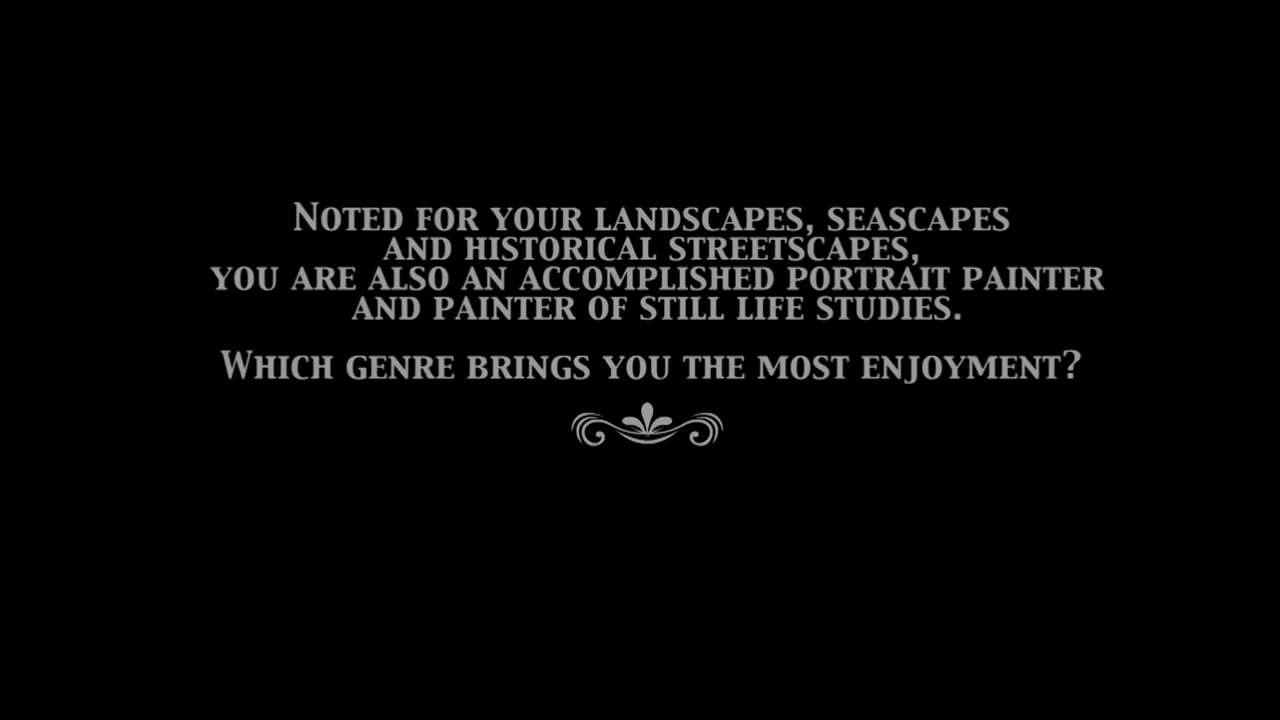 Noted for your landscapes, seascapes
and historical streetscapes,
you are also an accomplished portrait painter
and painter of still life studies.
Which genre brings you the most enjoyment?